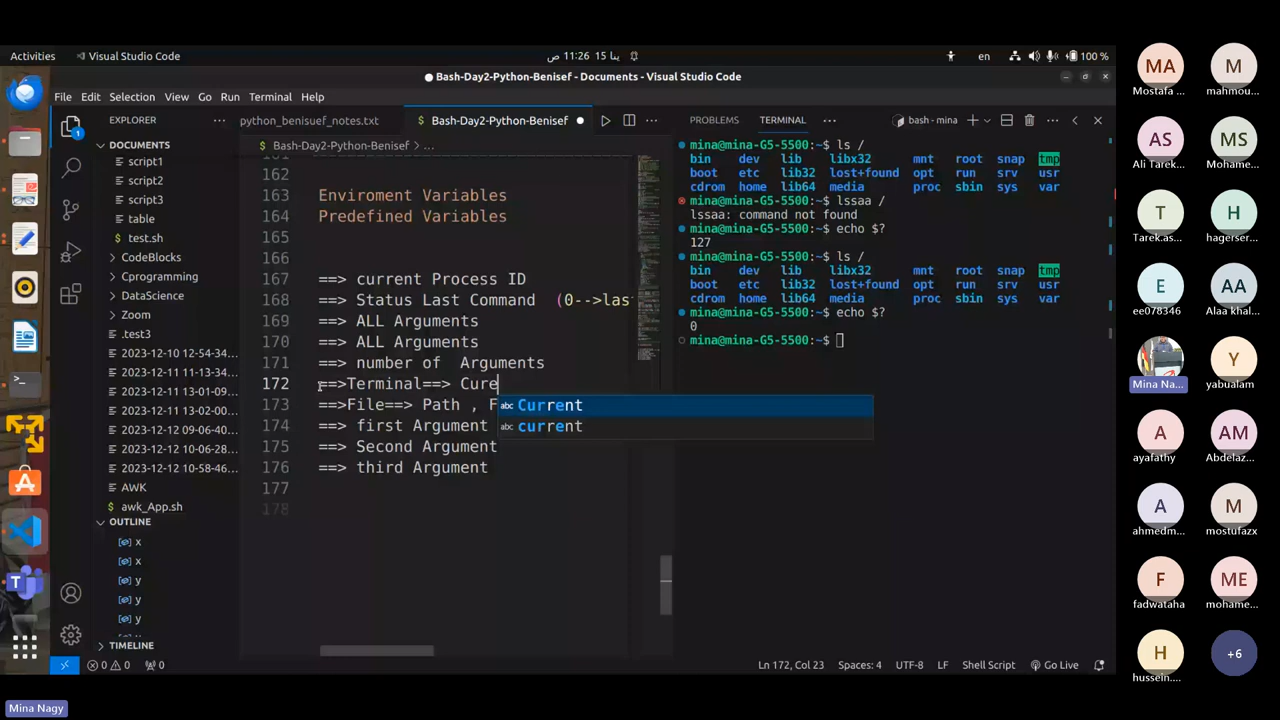 Activities
Visual Studio Code
11:26 ص
15 ينا
en
100 %
Bash-Day2-Python-Benisef - Documents - Visual Studio Code
File Edit Selection View Go Run Terminal Help
EXPLORER
python_benisuef_notes.txt
Bash-Day2-Python-Benisef
PROBLEMS
TERMINAL
bash - mina
DOCUMENTS
script1
script2
script3
table
test.sh
CodeBlocks
Cprogramming
DataScience
Zoom
.test3
2023-12-10 12-54-34...
2023-12-11 11-13-34...
2023-12-11 13-01-09...
2023-12-11 13-02-00...
2023-12-12 09-06-40...
2023-12-12 10-06-28...
2023-12-12 10-58-46...
AWK
awk_App.sh
OUTLINE
x
x
y
y
y
TIMELINE
Bash-Day2-Python-Benisef > ...
161
162
163 Enviroment Variables
164 Predefined Variables
165
166
167 ==> current Process ID
168 ==> Status Last Command (0-->las
169 ==> ALL Arguments
170 ==> ALL Arguments
171 ==> number of Arguments
172 ==>Terminal==> Cure
173 ==>File==> Path , F
174 ==> first Argument
175 ==> Second Argument
176 ==> third Argument
177
178
abc Current
abc current
mina@mina-G5-5500:~$ ls /
bin dev lib libx32 mnt root snap tmp
boot etc lib32 lost+found opt run srv usr
cdrom home lib64 media proc sbin sys var
mina@mina-G5-5500:~$ lssaa /
lssaa: command not found
mina@mina-G5-5500:~$ echo $?
127
mina@mina-G5-5500:~$ ls /
bin dev lib libx32 mnt root snap tmp
boot etc lib32 lost+found opt run srv usr
cdrom home lib64 media proc sbin sys var
mina@mina-G5-5500:~$ echo $?
0
mina@mina-G5-5500:~$
1
0 0 0
Ln 172, Col 23 Spaces: 4 UTF-8 LF Shell Script Go Live
MA M
Mostafa ... mahmou...
AS MS
Ali Tarek... Mohame...
T H
Tarek.as... hagerser...
E AA
ee078346 Alaa khal...
Y
Mina Na... yabualam
A AM
ayafathy Abdelaz...
A M
ahmedm... mostufazx
F ME
fadwataha mohame...
H +6
hussein....
Mina Nagy